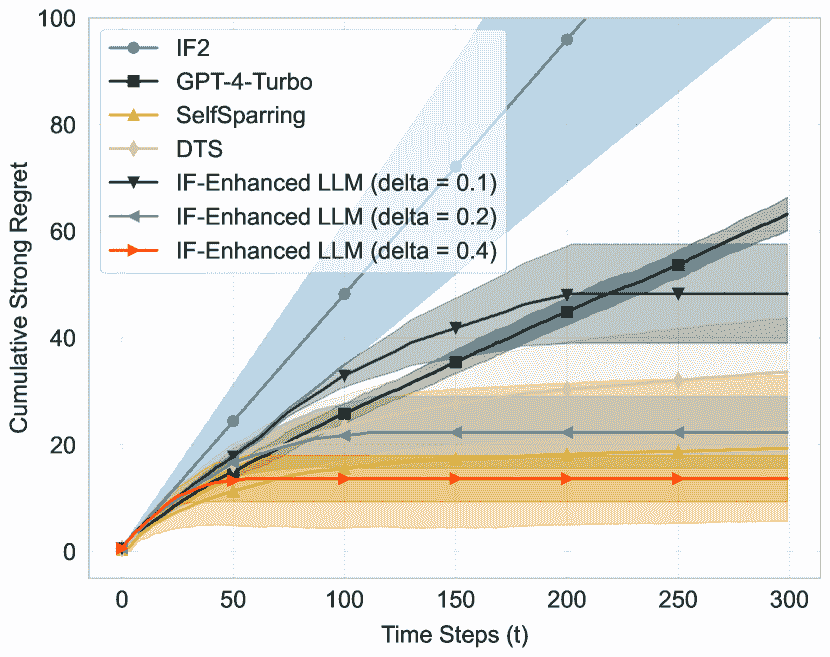 100
80
60
40
20
0
Cumulative Strong Regret
IF2
GPT-4-Turbo
SelfSparring
DTS
IF-Enhanced LLM (delta = 0.1)
IF-Enhanced LLM (delta = 0.2)
IF-Enhanced LLM (delta = 0.4)
0 50 100 150 200 250 300
Time Steps (t)